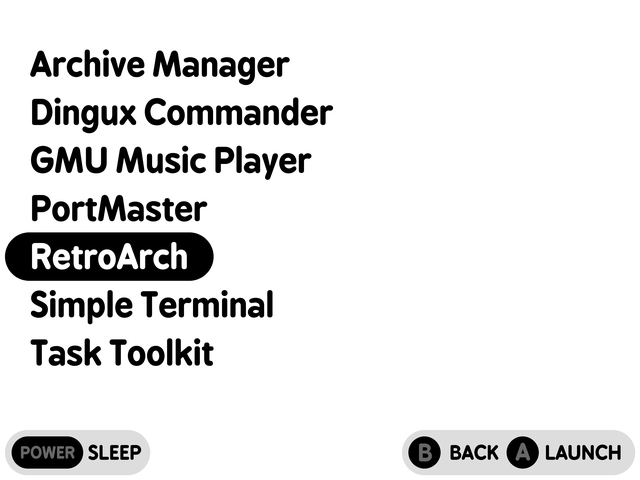 Archive Manager
Dingux Commander
GMU Music Player
PortMaster
RetroArch
Simple Terminal
Task Toolkit
POWER SLEEP B BACK A LAUNCH